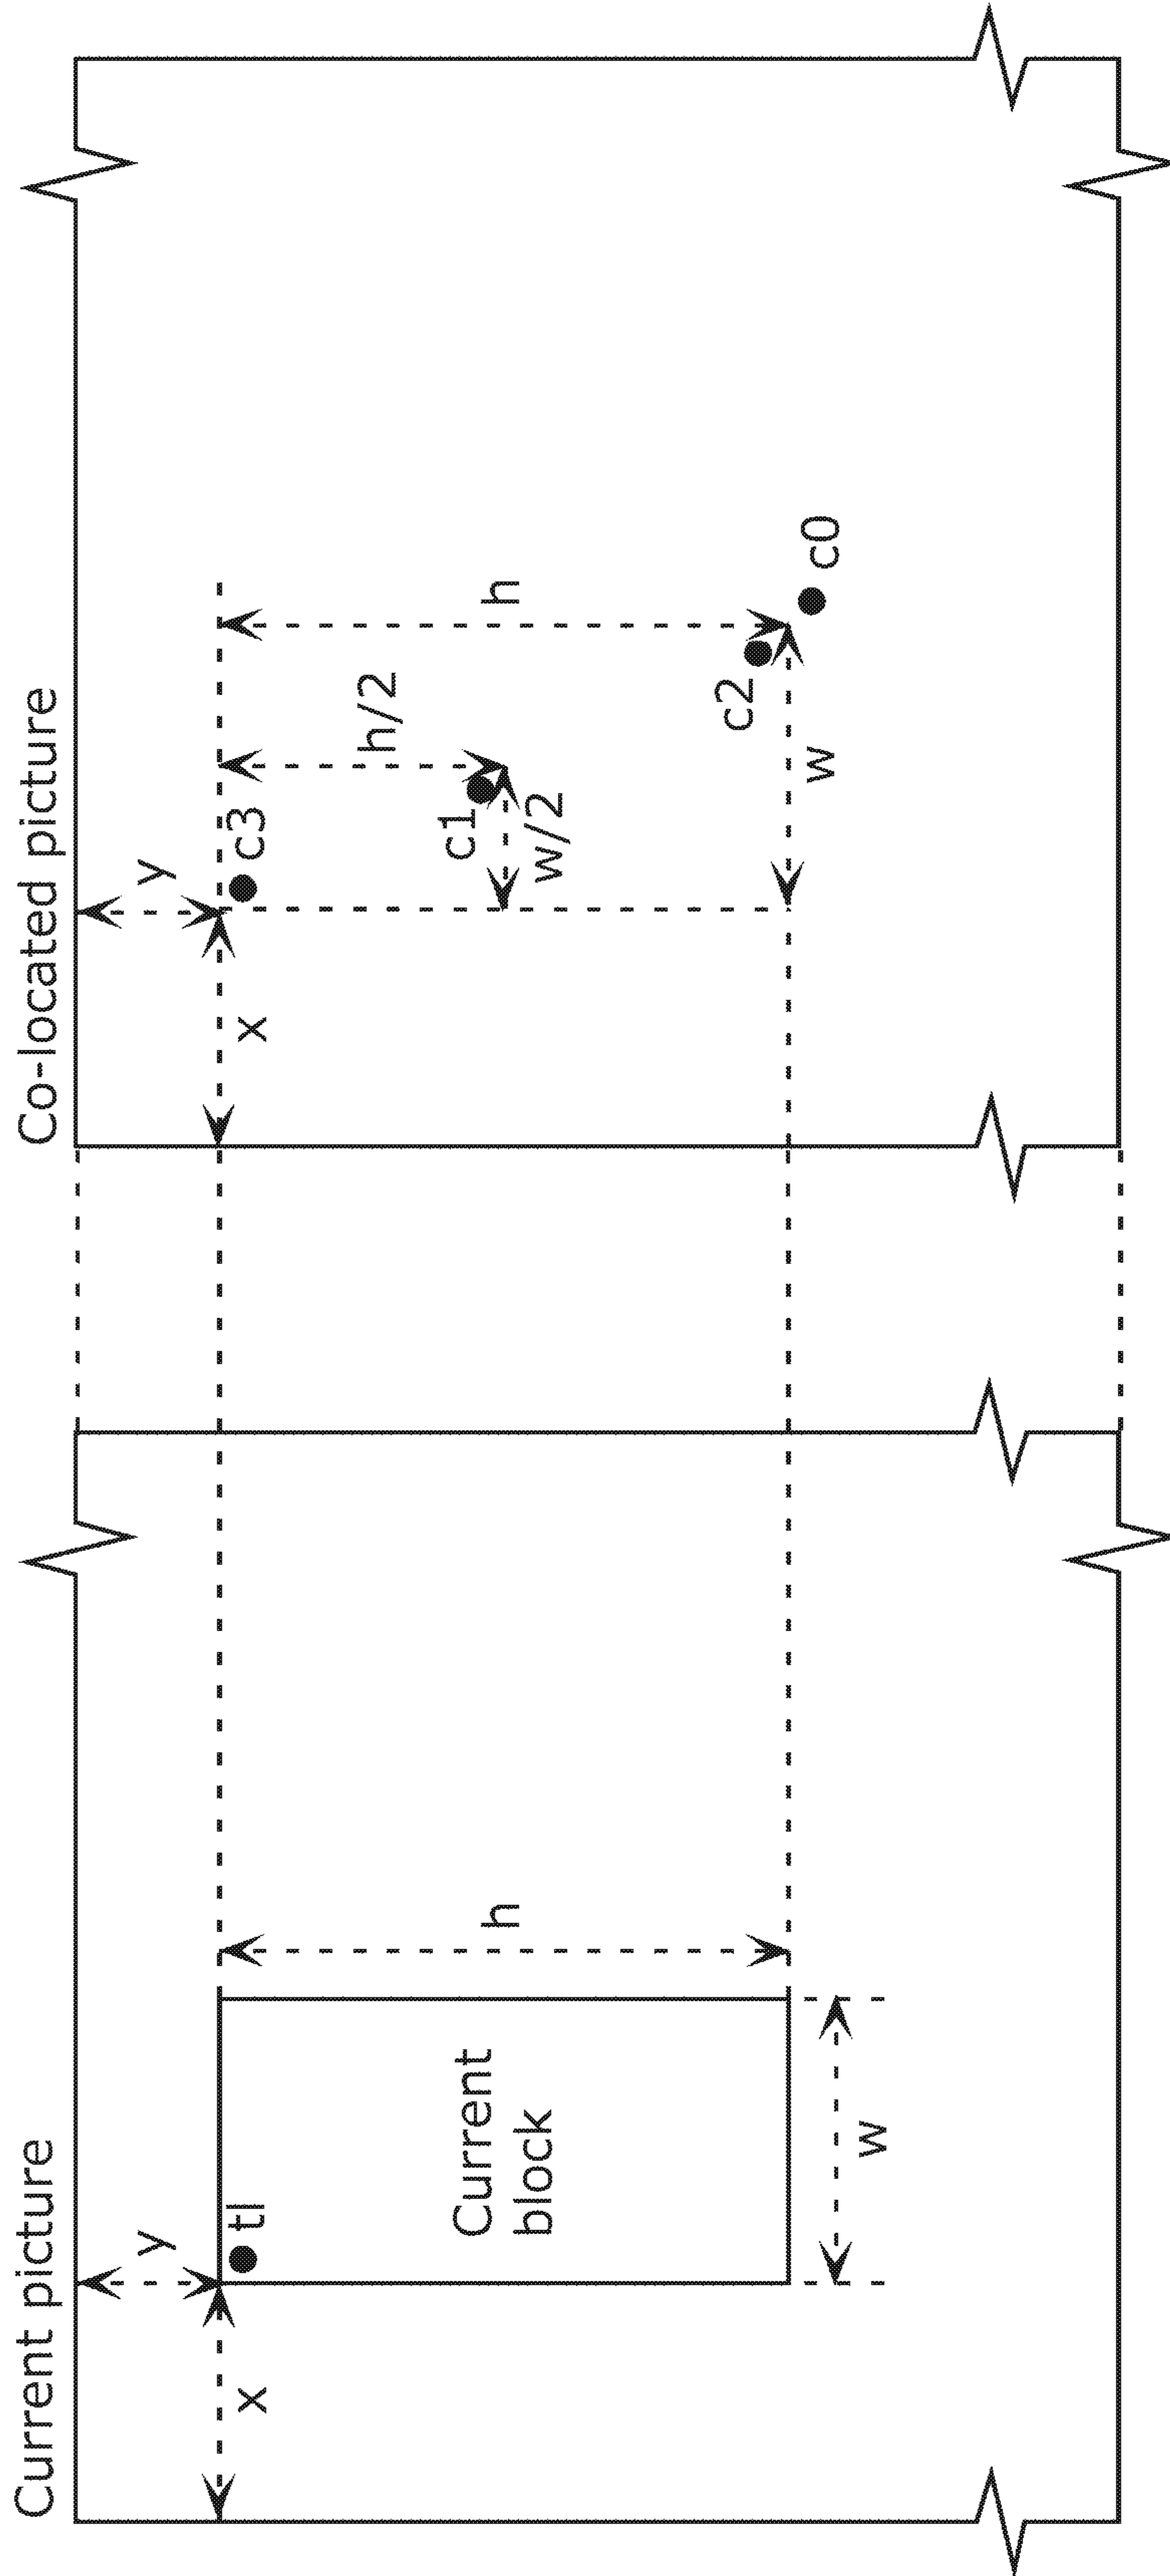 Current picture
y
x
tl
Current
block
h
w
Co-located picture
y
x
c3
h/2
h
c1
w/2
c2
w
c0